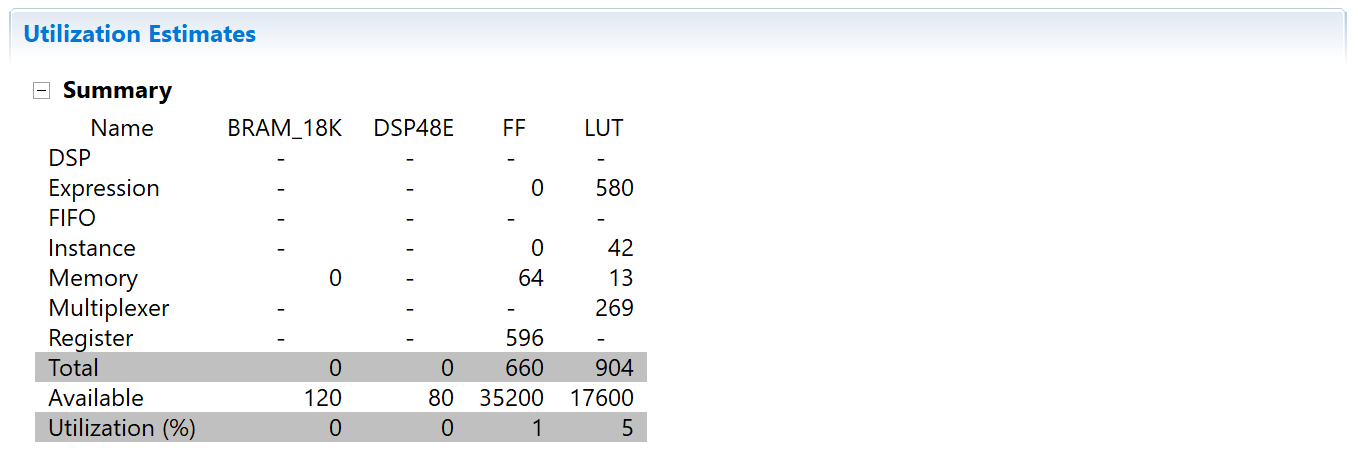 Utilization Estimates
Summary
Name BRAM_18K DSP48E FF LUT
DSP - - - -
Expression - - 0 580
FIFO - - - -
Instance - - 0 42
Memory 0 - 64 13
Multiplexer - - - 269
Register - - 596 -
Total 0 0 660 904
Available 120 80 35200 17600
Utilization (%) 0 0 1 5